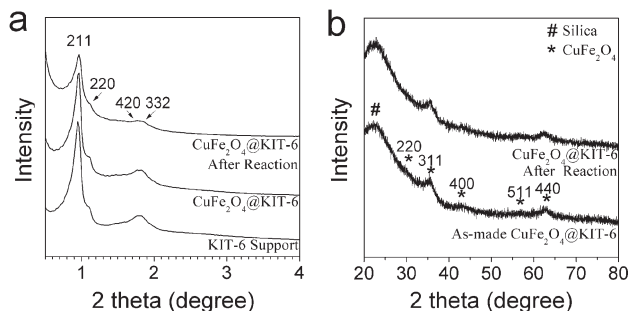 a
Intensity
211
220
420 332
CuFe₂O₄@KIT-6
After Reaction
CuFe₂O₄@KIT-6
KIT-6 Support
1 2 3 4
2 theta (degree)
b
Intensity
# Silica
* CuFe₂O₄
#
220
*
311
*
400
*
511
*
440
*
CuFe₂O₄@KIT-6
After Reaction
As-made CuFe₂O₄@KIT-6
20 30 40 50 60 70 80
2 theta (degree)